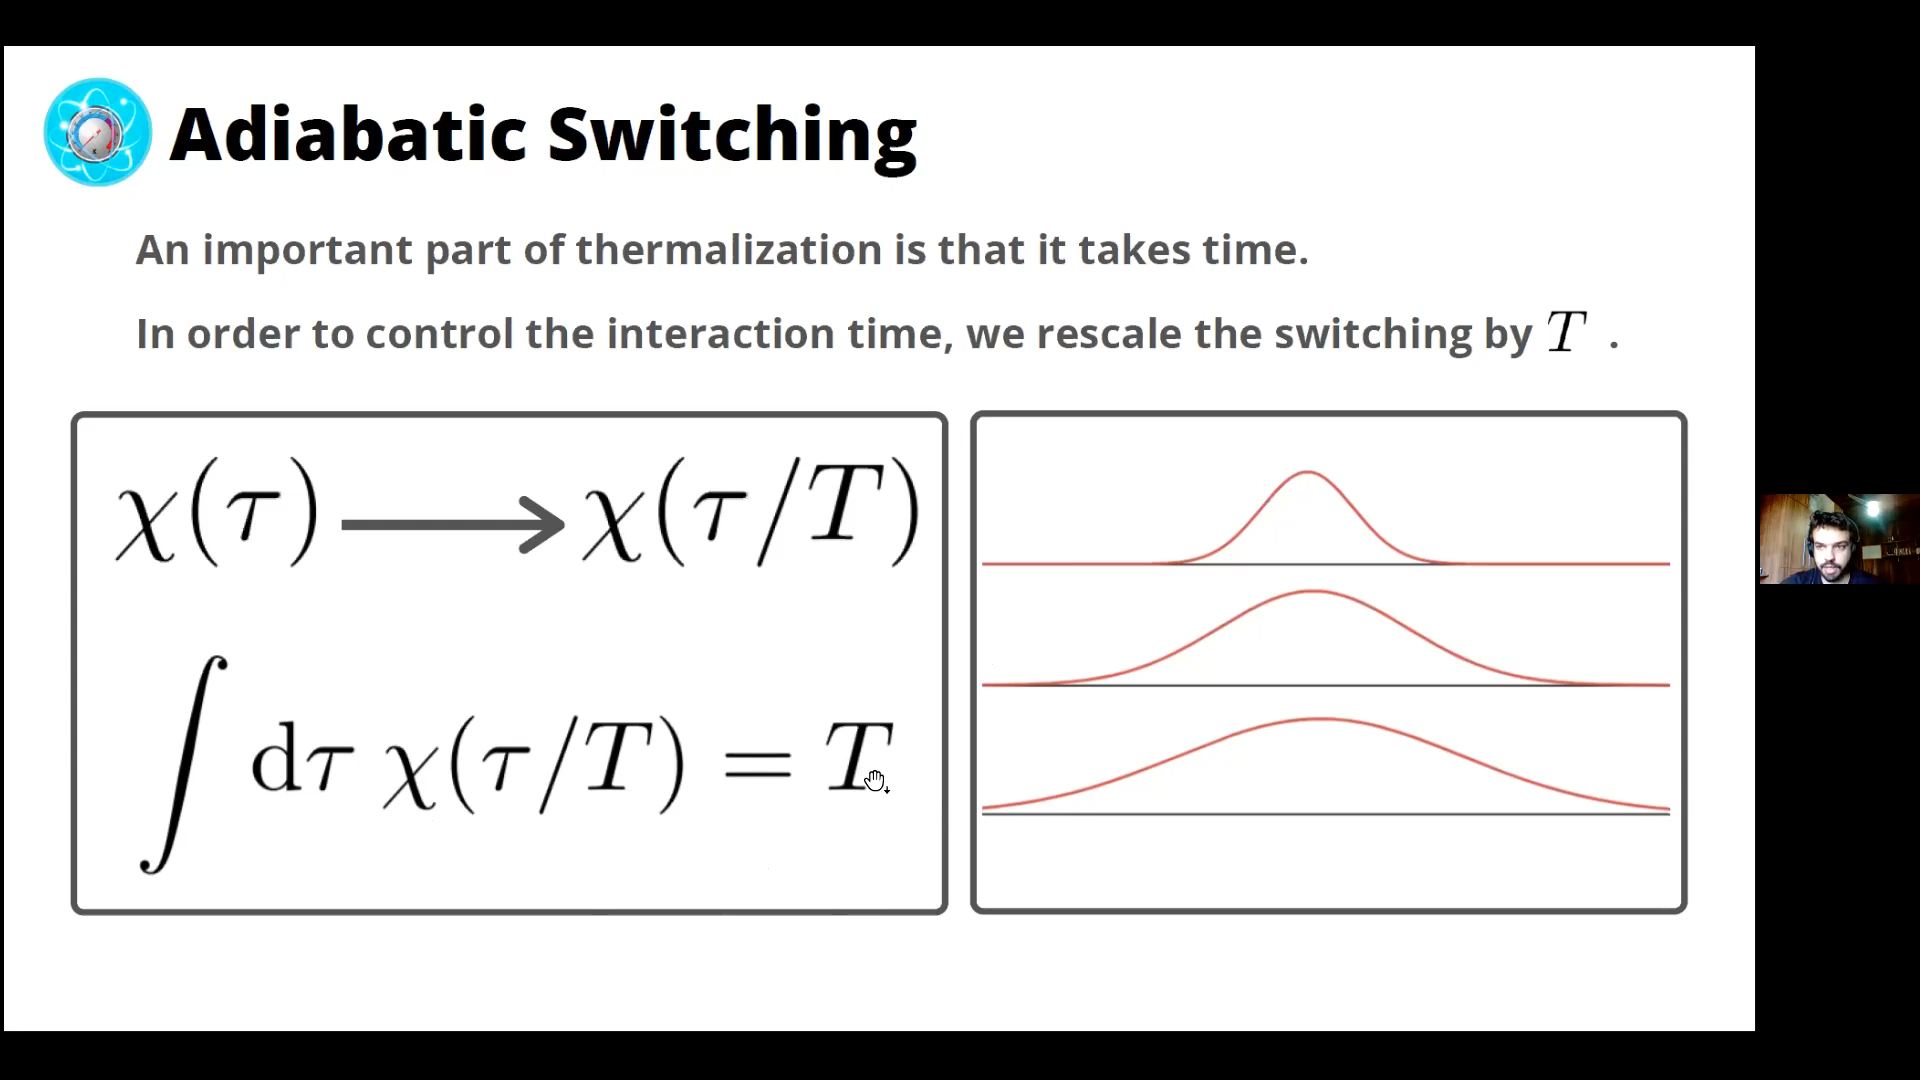 Adiabatic Switching
An important part of thermalization is that it takes time.
In order to control the interaction time, we rescale the switching by T .
χ(τ) ⟶ χ(τ/T)
∫ dτ χ(τ/T) = T